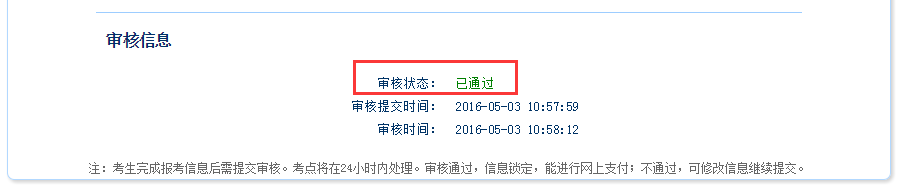 审核信息
审核状态： 已通过
审核提交时间： 2016-05-03 10:57:59
审核时间： 2016-05-03 10:58:12
注：考生完成报考信息后需提交审核。考点将在24小时内处理。审核通过，信息锁定，能进行网上支付；不通过，可修改信息继续提交。